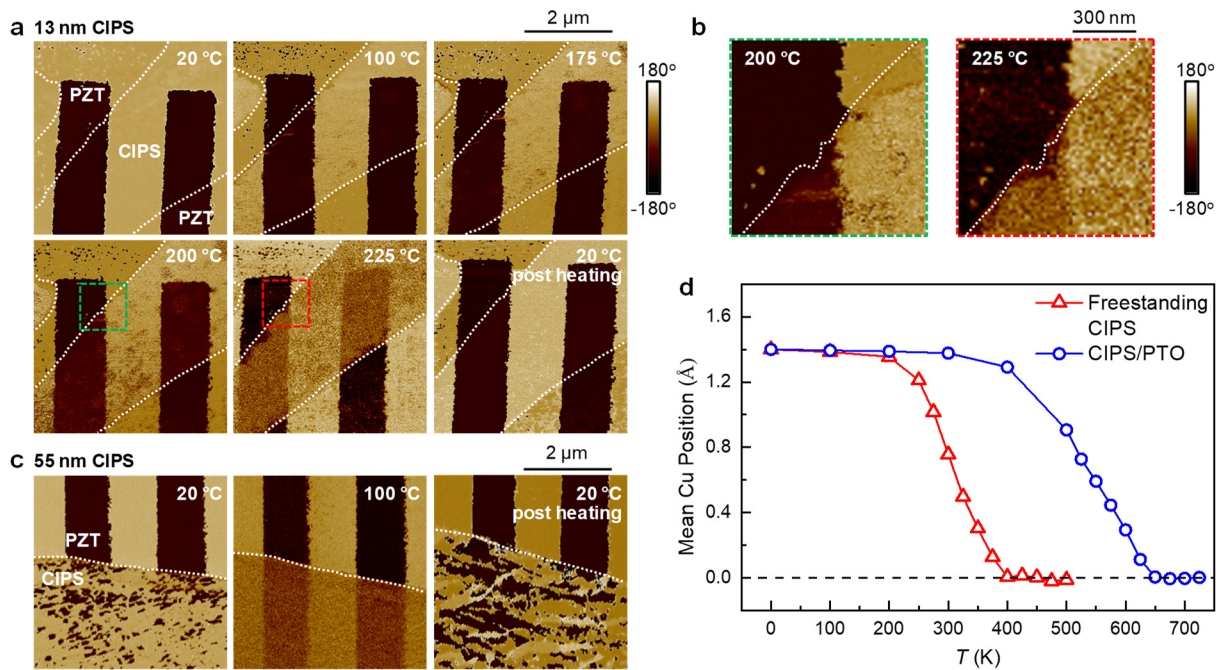 a 13 nm CIPS
2 µm
20 °C
PZT
CIPS
PZT
100 °C
175 °C
180°
-180°
200 °C
225 °C
20 °C
post heating
b
300 nm
200 °C
225 °C
180°
-180°
c 55 nm CIPS
2 µm
20 °C
PZT
CIPS
100 °C
20 °C
post heating
d
Freestanding
CIPS
CIPS/PTO
Mean Cu Position (Å)
1.6
1.2
0.8
0.4
0.0
0 100 200 300 400 500 600 700
T (K)